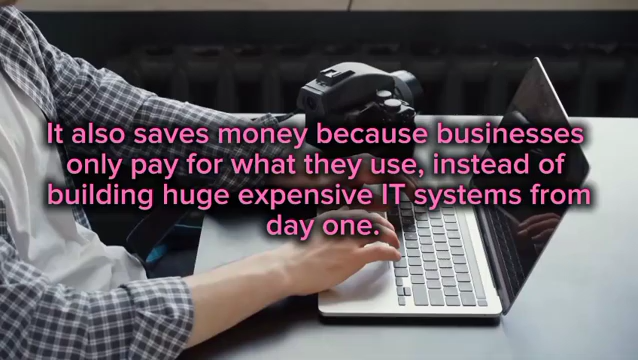 It also saves money because businesses
only pay for what they use, instead of
building huge expensive IT systems from
day one.